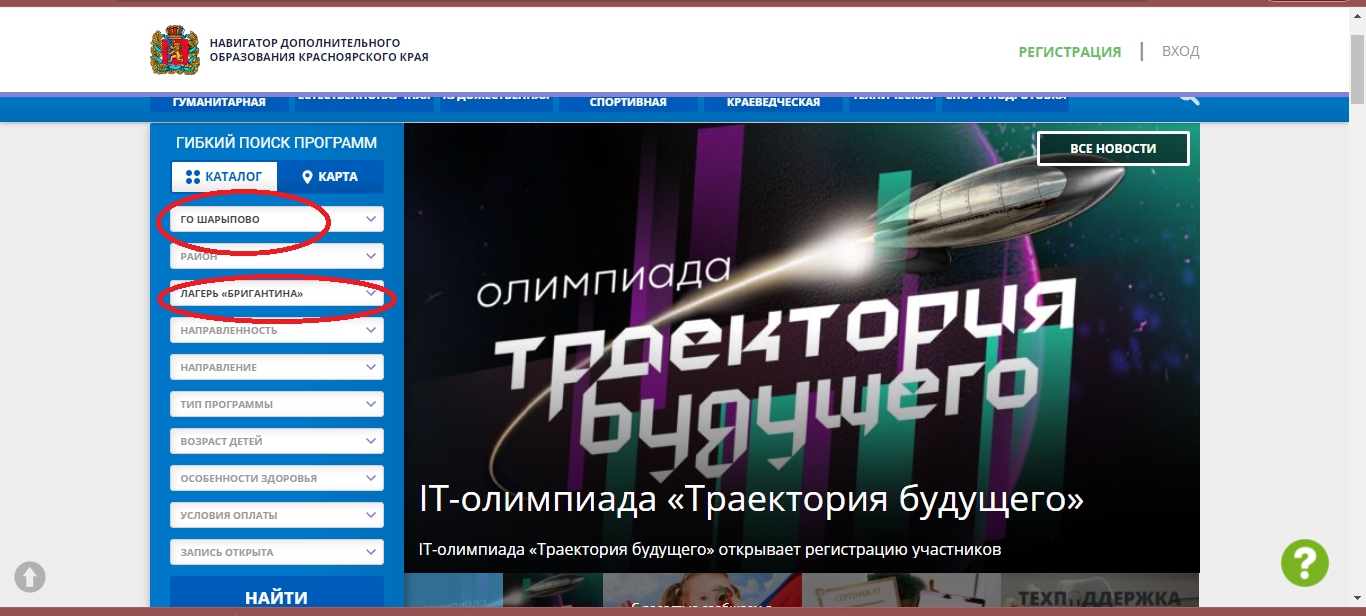 НАВИГАТОР ДОПОЛНИТЕЛЬНОГО
ОБРАЗОВАНИЯ КРАСНОЯРСКОГО КРАЯ
РЕГИСТРАЦИЯ | ВХОД
ГУМАНИТАРНАЯ
СПОРТИВНАЯ
КРАЕВЕДЧЕСКАЯ
ГИБКИЙ ПОИСК ПРОГРАММ
КАТАЛОГ
КАРТА
ГО ШАРЫПОВО
РАЙОН
ЛАГЕРЬ «БРИГАНТИНА»
НАПРАВЛЕННОСТЬ
НАПРАВЛЕНИЕ
ТИП ПРОГРАММЫ
ВОЗРАСТ ДЕТЕЙ
ОСОБЕННОСТИ ЗДОРОВЬЯ
УСЛОВИЯ ОПЛАТЫ
ЗАПИСЬ ОТКРЫТА
НАЙТИ
ВСЕ НОВОСТИ
ОЛИМПИАДА
ТРАЕКТОРИЯ
БУДУЩЕГО
IT-олимпиада «Траектория будущего»
IT-олимпиада «Траектория будущего» открывает регистрацию участников
ТЕХПОДДЕРЖКА
?